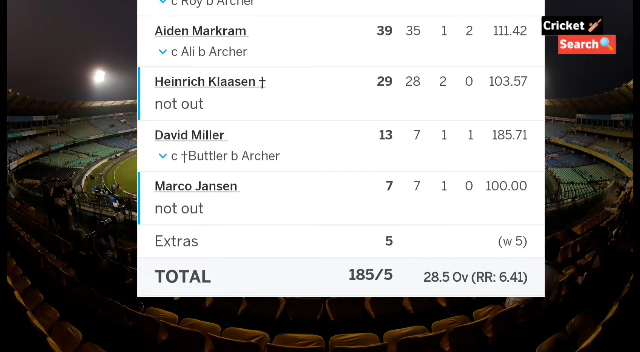 c Roy b Archer
Aiden Markram 39 35 1 2 111.42
c Ali b Archer
Heinrich Klaasen † 29 28 2 0 103.57
not out
David Miller 13 7 1 1 185.71
c †Buttler b Archer
Marco Jansen 7 7 1 0 100.00
not out
Extras 5 (w 5)
TOTAL 185/5 28.5 Ov (RR: 6.41)
Cricket
Search